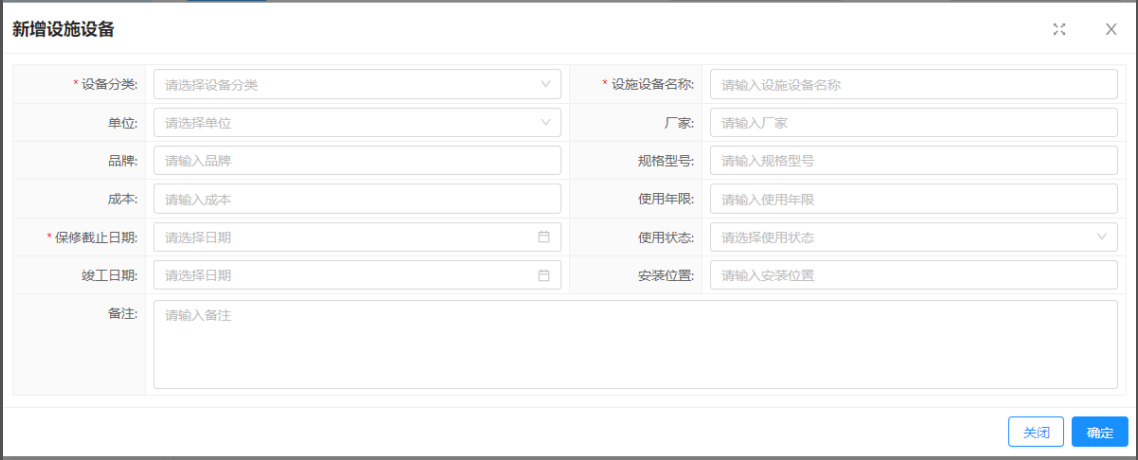 新增设施设备
* 设备分类: 请选择设备分类 * 设施设备名称: 请输入设施设备名称
单位: 请选择单位 厂家: 请输入厂家
品牌: 请输入品牌 规格型号: 请输入规格型号
成本: 请输入成本 使用年限: 请输入使用年限
* 保修截止日期: 请选择日期 使用状态: 请选择使用状态
竣工日期: 请选择日期 安装位置: 请输入安装位置
备注: 请输入备注
关闭 确定